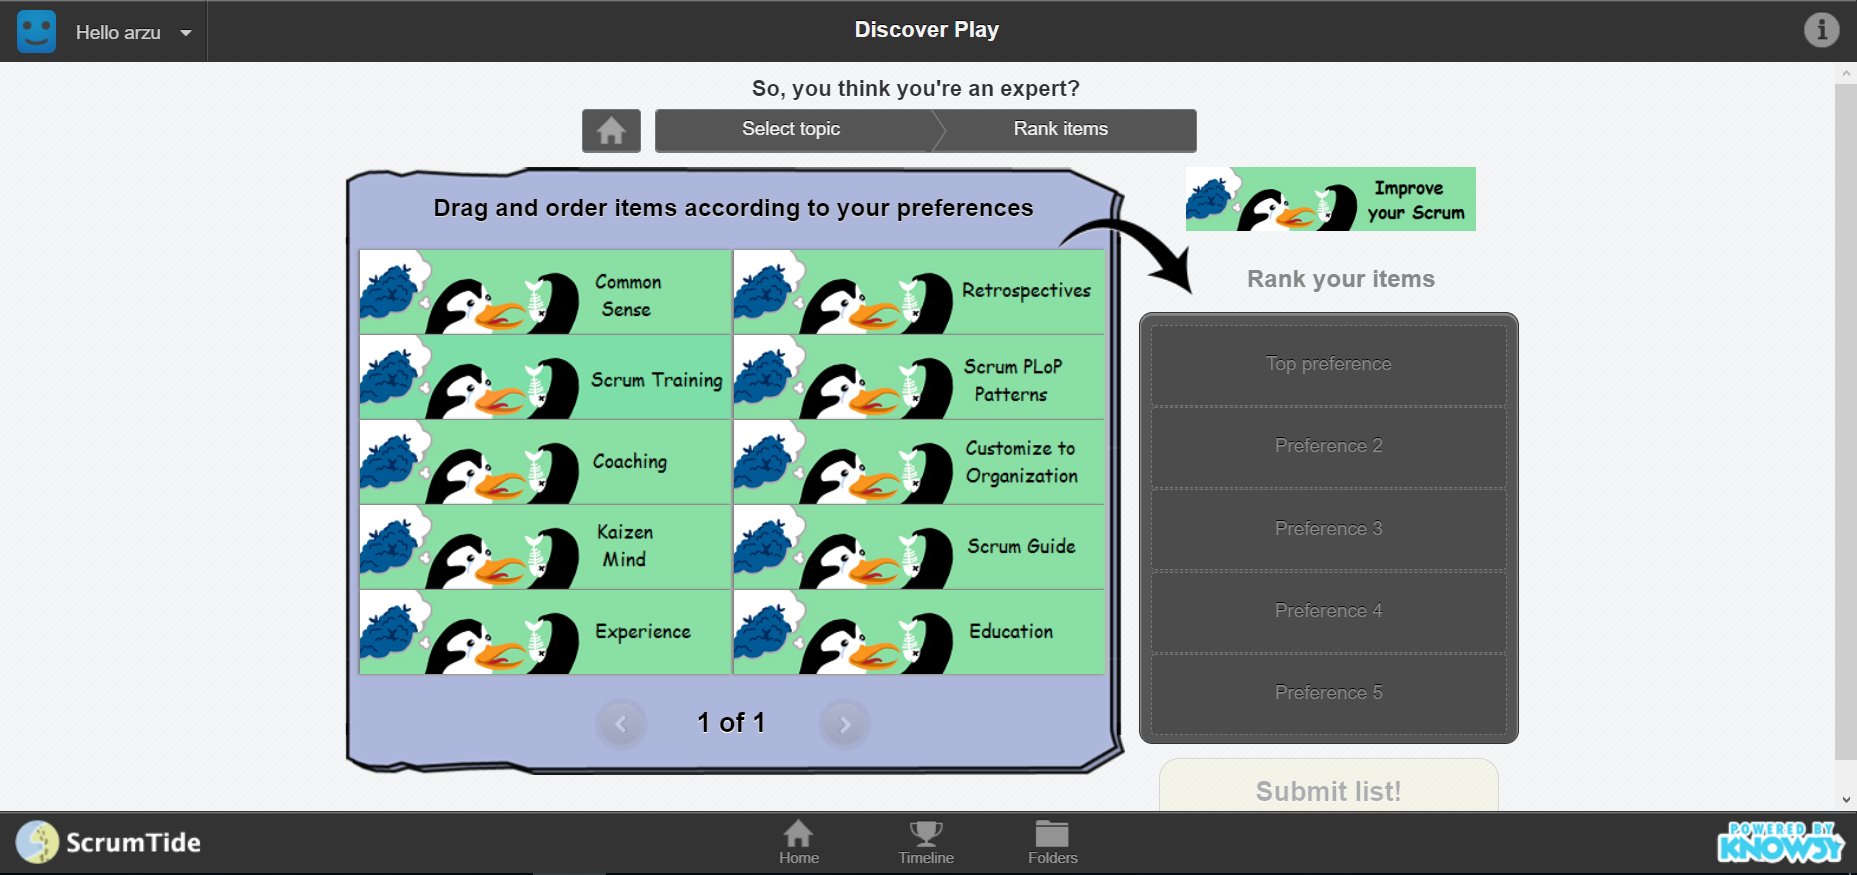 Hello arzu
Discover Play
So, you think you're an expert?
Select topic
Rank items
Drag and order items according to your preferences
Improve
your Scrum
Rank your items
Common
Sense
Retrospectives
Scrum Training
Scrum PLoP
Patterns
Coaching
Customize to
Organization
Kaizen
Mind
Scrum Guide
Experience
Education
1 of 1
Top preference
Preference 2
Preference 3
Preference 4
Preference 5
Submit list!
ScrumTide
Home
Timeline
Folders
POWERED BY
KNOWSY